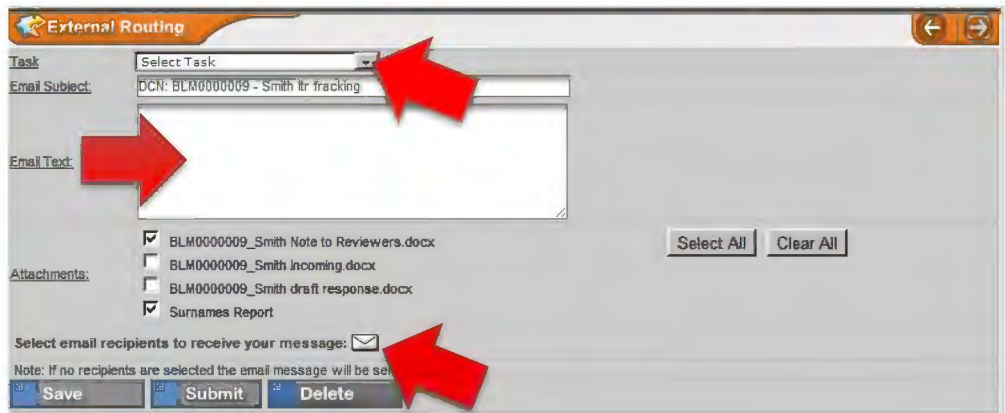 External Routing
Task Select Task
Email Subject: DCN: BLM0000009 - Smith ltr fracking
Email Text:
BLM0000009_Smith Note to Reviewers.docx
Select All Clear All
BLM0000009_Smith Incoming.docx
Attachments:
BLM0000009_Smith draft response.docx
Surnames Report
Select email recipients to receive your message:
Note: If no recipients are selected the email message will be
Save Submit Delete